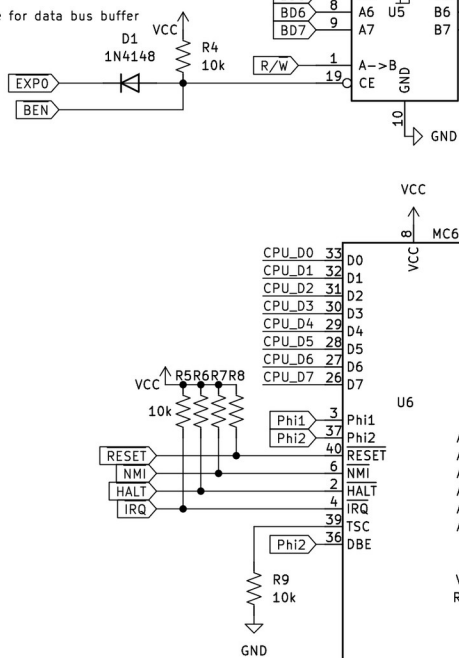 e for data bus buffer
BD6 8 A6 U5 B6
BD7 9 A7 B7
VCC
D1
1N4148
R4
10k
R/W 1 A->B
EXP0 19 CE
BEN
GND
10
GND
VCC
8
VCC
MC6
CPU_D0 33 D0
CPU_D1 32 D1
CPU_D2 31 D2
CPU_D3 30 D3
CPU_D4 29 D4
CPU_D5 28 D5
CPU_D6 27 D6
CPU_D7 26 D7
VCC R5 R6 R7 R8
10k
U6
Phi1 3 Phi1
Phi2 37 Phi2
RESET 40 RESET
NMI 6 NMI
HALT 2 HALT
IRQ 4 IRQ
39 TSC
Phi2 36 DBE
R9
10k
GND